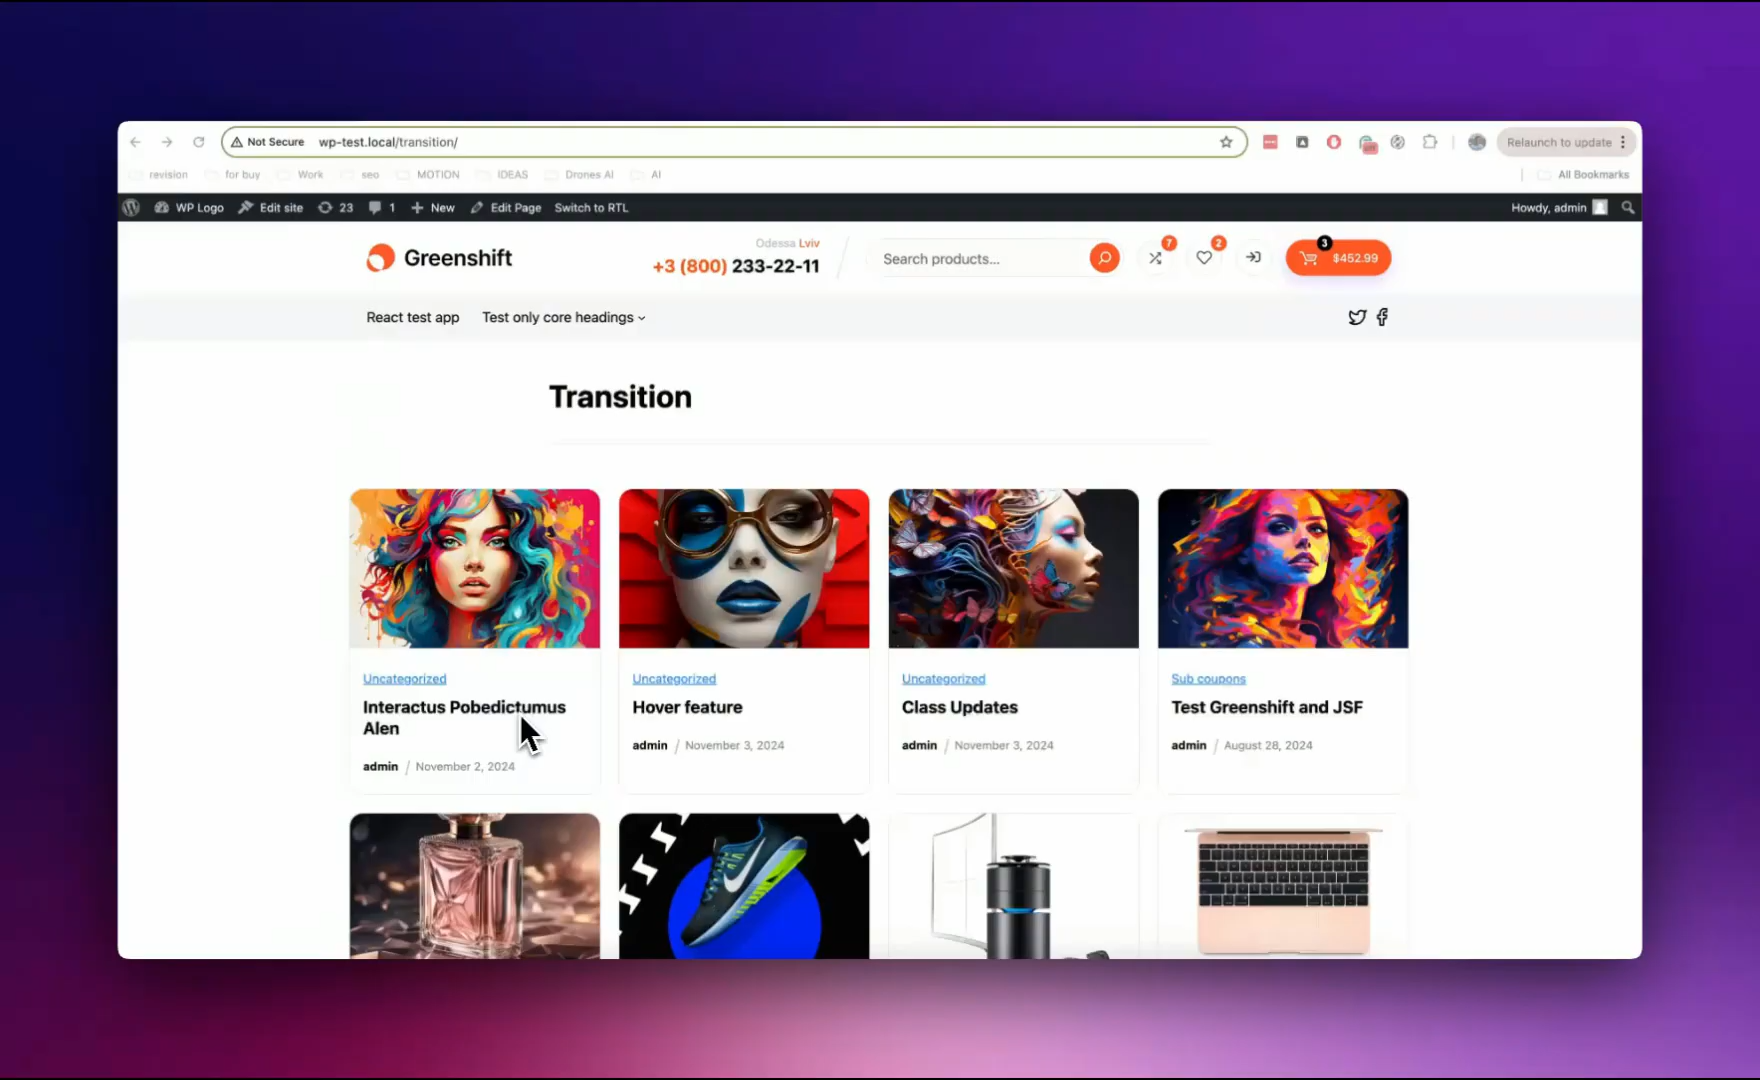 Not Secure wp-test.local/transition/
Relaunch to update
revision for buy Work seo MOTION IDEAS Drones AI AI All Bookmarks
WP Logo Edit site 23 1 New Edit Page Switch to RTL Howdy, admin
Greenshift
Odessa Lviv
+3 (800) 233-22-11
Search products...
7
2
3
$452.99
React test app Test only core headings
Transition
Uncategorized
Interactus Pobedictumus
Alen
admin / November 2, 2024
Uncategorized
Hover feature
admin / November 3, 2024
Uncategorized
Class Updates
admin / November 3, 2024
Sub coupons
Test Greenshift and JSF
admin / August 28, 2024